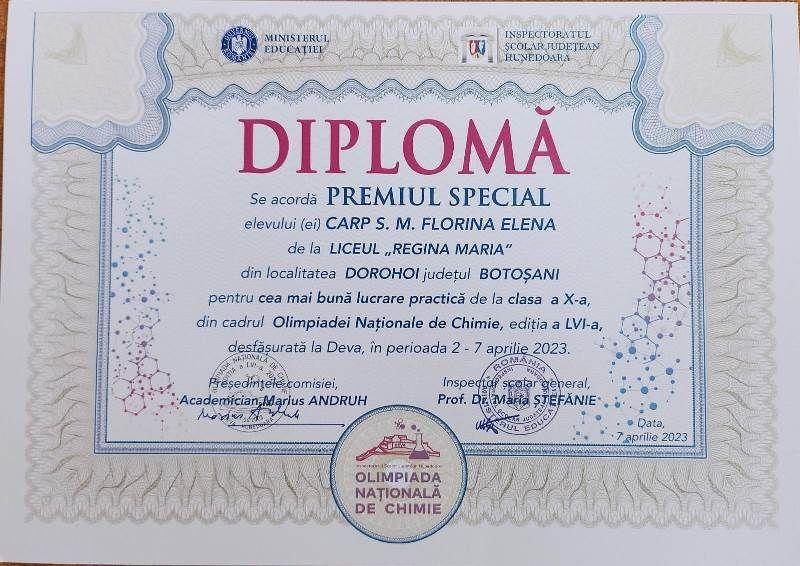 MINISTERUL
EDUCAȚIEI
INSPECTORATUL
ȘCOLAR JUDEȚEAN
HUNEDOARA
DIPLOMĂ
Se acordă PREMIUL SPECIAL
elevului (ei) CARP S. M. FLORINA ELENA
de la LICEUL „REGINA MARIA”
din localitatea DOROHOI județul BOTOȘANI
pentru cea mai bună lucrare practică de la clasa a X-a,
din cadrul Olimpiadei Naționale de Chimie, ediția a LVI-a,
desfășurată la Deva, în perioada 2 - 7 aprilie 2023.
Președintele comisiei,
Academician Marius ANDRUH
Inspector școlar general,
Prof. Dr. Maria ȘTEFĂNIE
Data,
7 aprilie 2023
OLIMPIADA
NAȚIONALĂ
DE CHIMIE